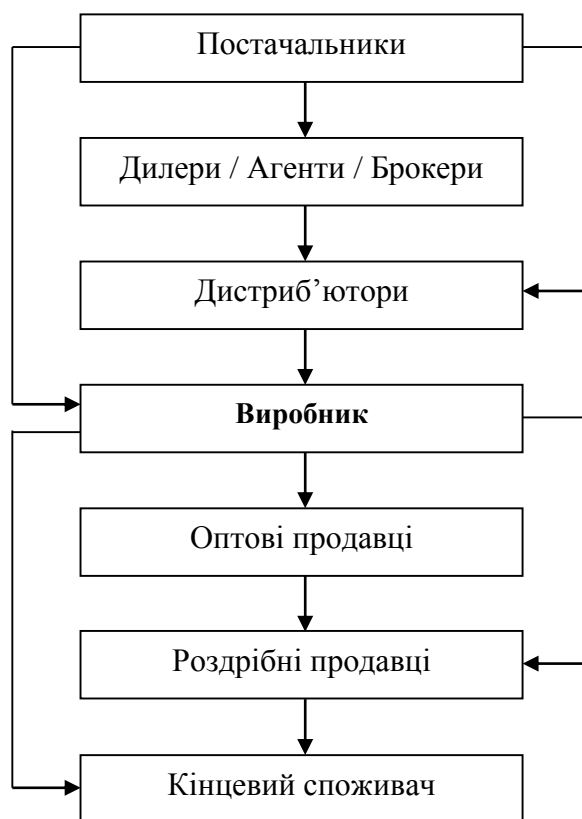 Постачальники
Дилери / Агенти / Брокери
Дистриб’ютори
Виробник
Оптові продавці
Роздрібні продавці
Кінцевий споживач